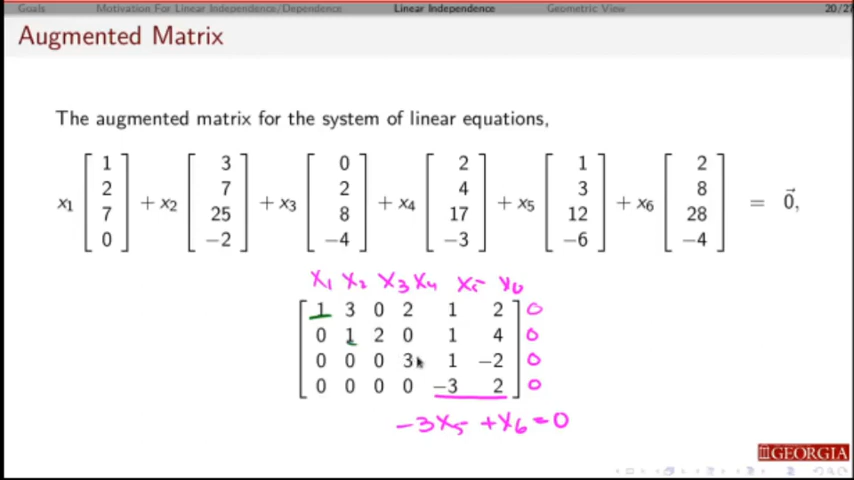 Goals Motivation For Linear Independence/Dependence Linear Independence Geometric View 20/27
Augmented Matrix
The augmented matrix for the system of linear equations,
x1 [1 2 7 0] + x2 [3 7 25 −2] + x3 [0 2 8 −4] + x4 [2 4 17 −3] + x5 [1 3 12 −6] + x6 [2 8 28 −4] = 0⃗,
x1 x2 x3 x4 x5 x6
1 3 0 2 1 2 0
0 1 2 0 1 4 0
0 0 0 3 1 −2 0
0 0 0 0 −3 2 0
−3x5 + x6 = 0
GEORGIA